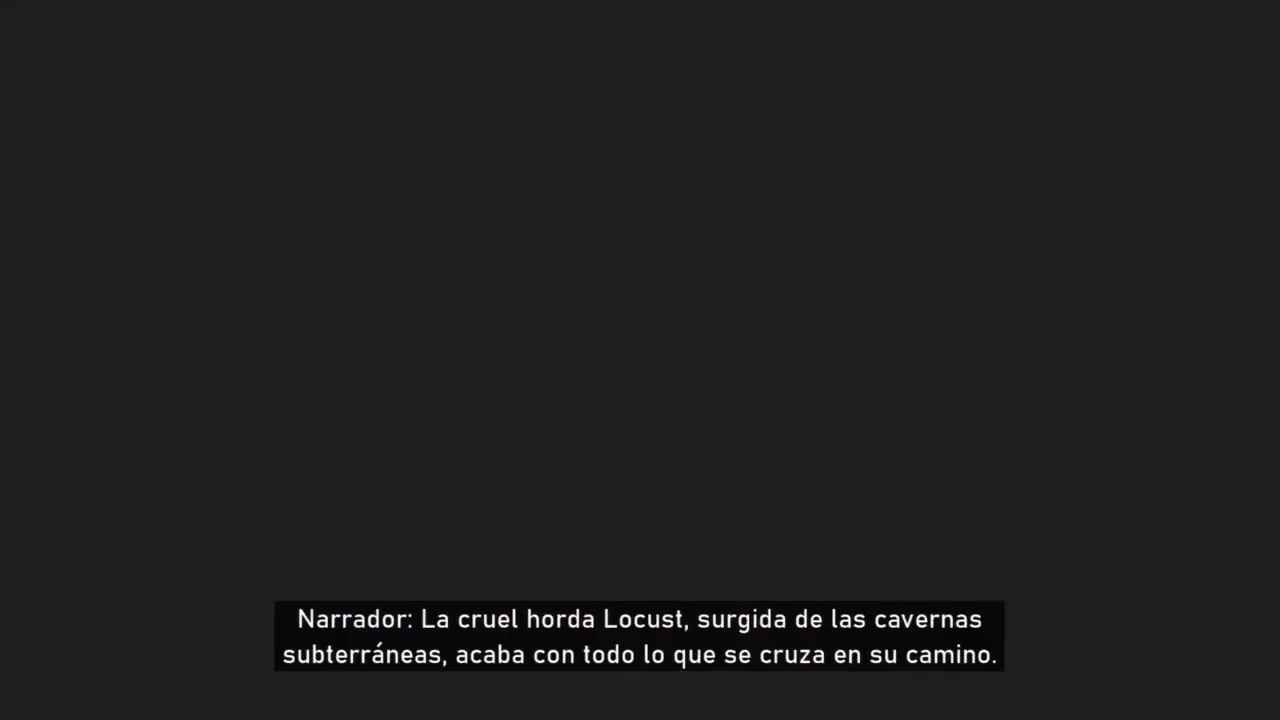 Narrador: La cruel horda Locust, surgida de las cavernas
subterráneas, acaba con todo lo que se cruza en su camino.